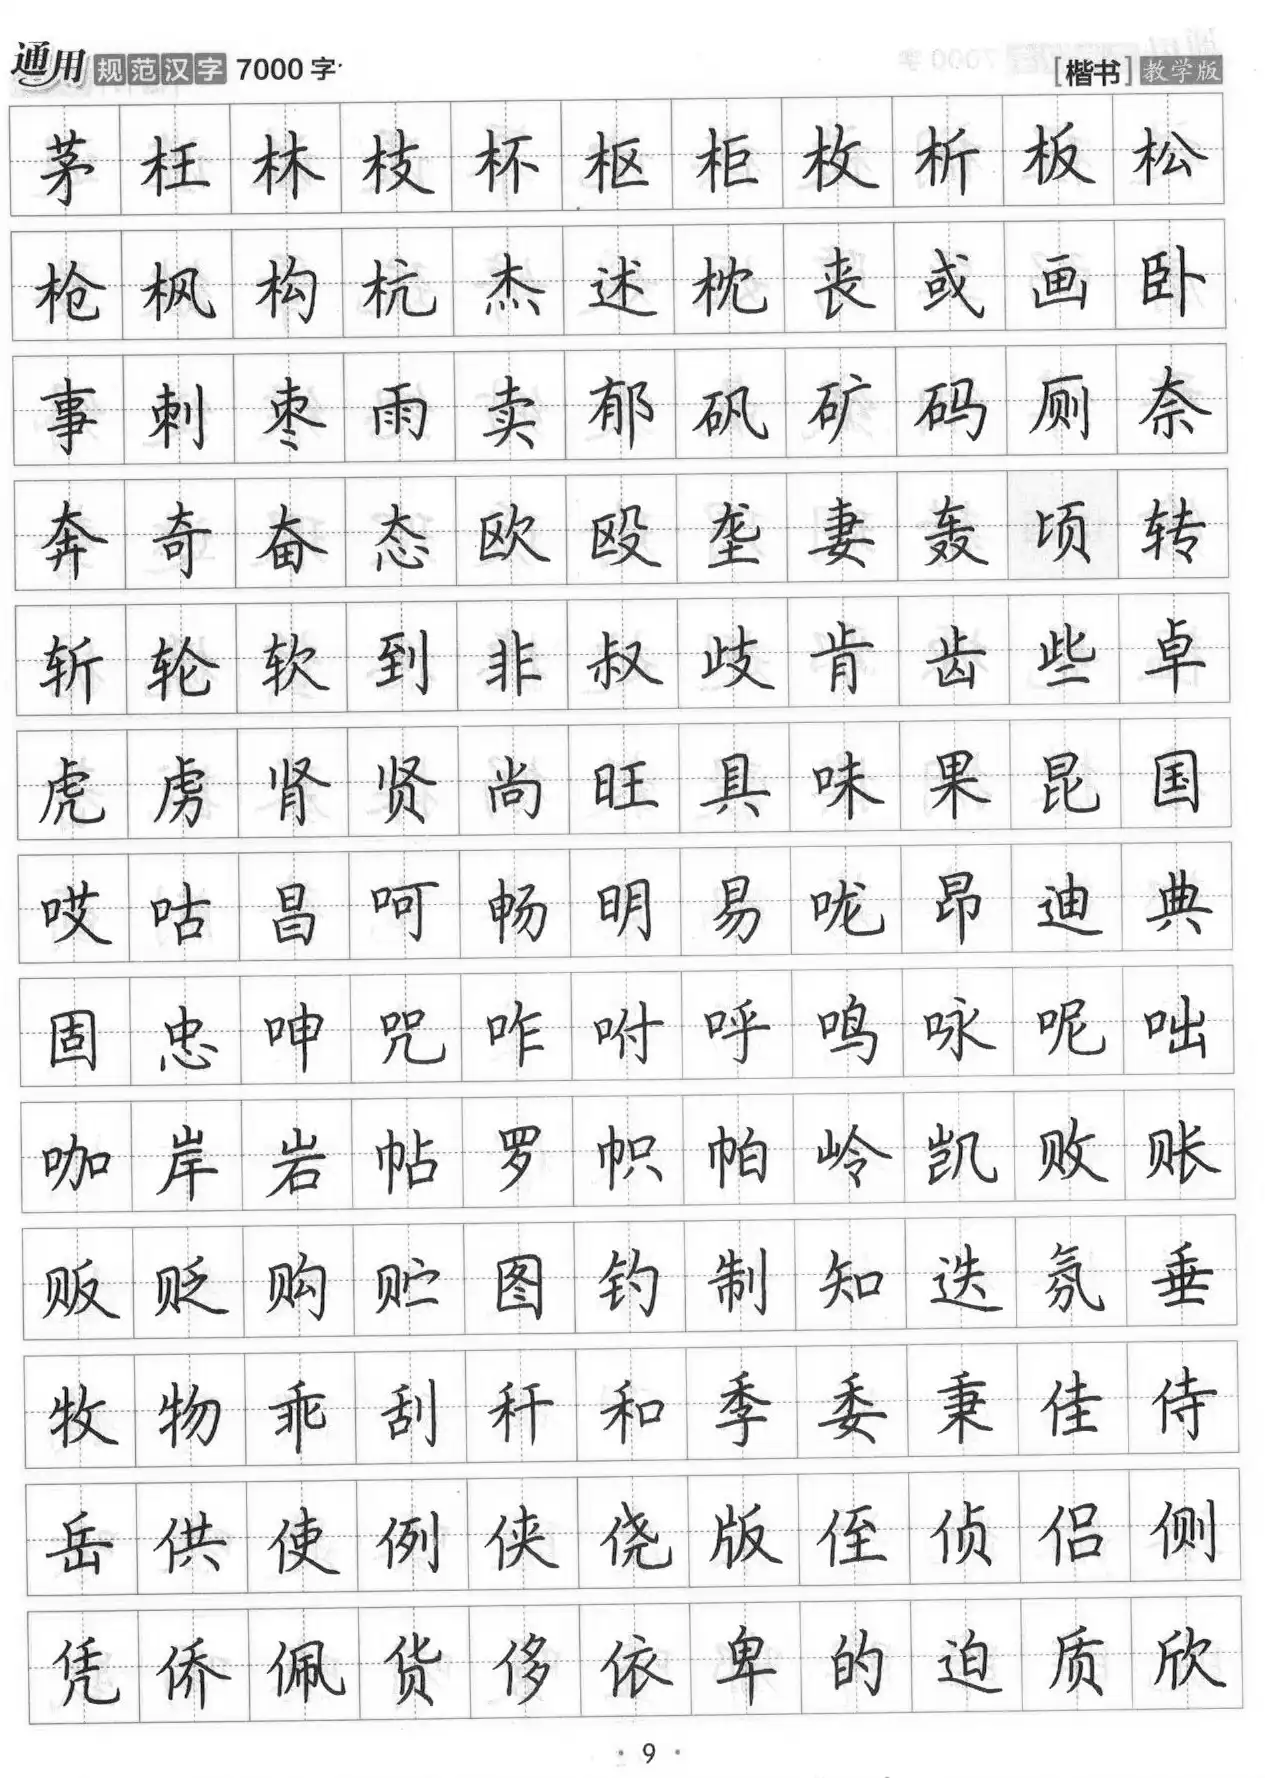 通用规范汉字 7000 字 [楷书] 教学版
茅枉林枝杯枢柜枚析板松
枪枫构杭杰述枕丧或画卧
事刺枣雨卖郁矾矿码厕奈
奔奇奋态欧殴垄妻轰顷转
斩轮软到非叔歧肯齿些卓
虎虏肾贤尚旺具味果昆国
哎咕昌呵畅明易咙昂迪典
固忠呻咒咋咐呼鸣咏呢咄
咖岸岩帖罗帜帕岭凯败账
贩贬购贮图钓制知迭氛垂
牧物乖刮秆和季委秉佳侍
岳供使例侠侥版侄侦侣侧
凭侨佩货侈依卑的迫质欣
· 9 ·